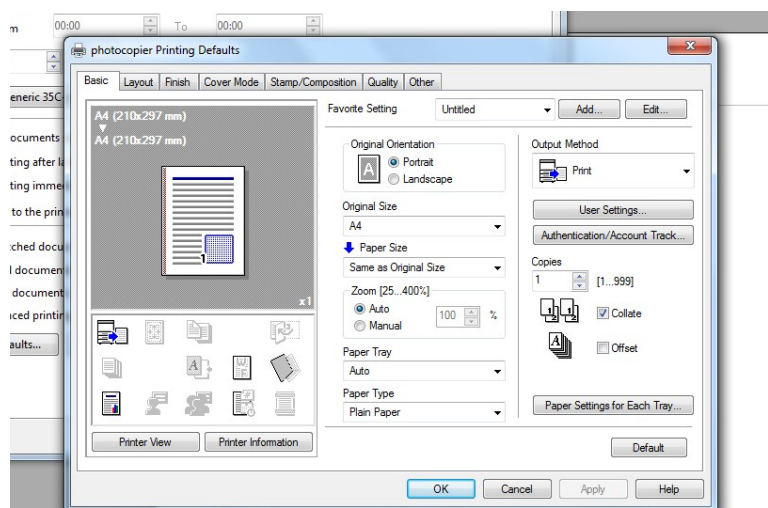 m 00:00 To 00:00
photocopier Printing Defaults
eneric 35C-
ocuments
ting after la
ting imme
to the prin
ched docu
l documen
document
ced printin
aults...
Basic Layout Finish Cover Mode Stamp/Composition Quality Other
A4 (210x297 mm)
A4 (210x297 mm)
1
x1
Printer View Printer Information
Favorite Setting Untitled Add... Edit...
Original Orientation
A Portrait
Landscape
Original Size
A4
Paper Size
Same as Original Size
Zoom [25...400%]
Auto
Manual 100 %
Paper Tray
Auto
Paper Type
Plain Paper
Output Method
Print
User Settings...
Authentication/Account Track...
Copies
1 [1...999]
Collate
Offset
Paper Settings for Each Tray...
Default
OK Cancel Apply Help